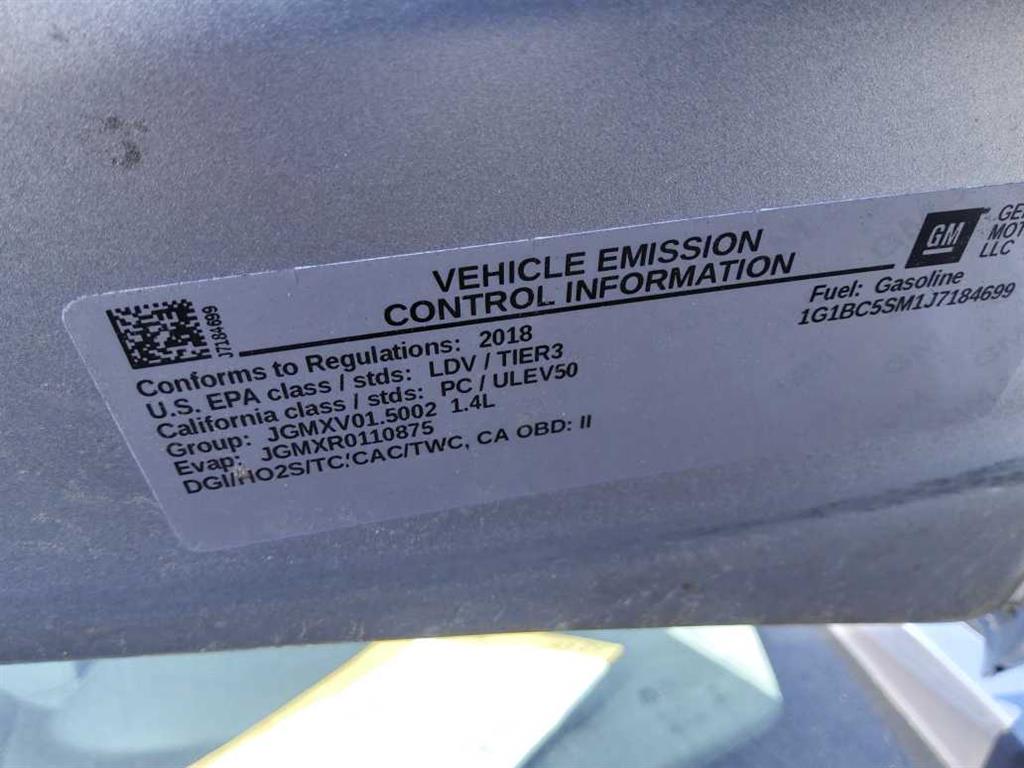 VEHICLE EMISSION
CONTROL INFORMATION
GM
LLC
J7184699
Fuel: Gasoline
1G1BC5SM1J7184699
Conforms to Regulations: 2018
U.S. EPA class / stds: LDV / TIER3
California class / stds: PC / ULEV50
Group: JGMXV01.5002 1.4L
Evap: JGMXR0110875
DGI/HO2S/TC/CAC/TWC, CA OBD: II